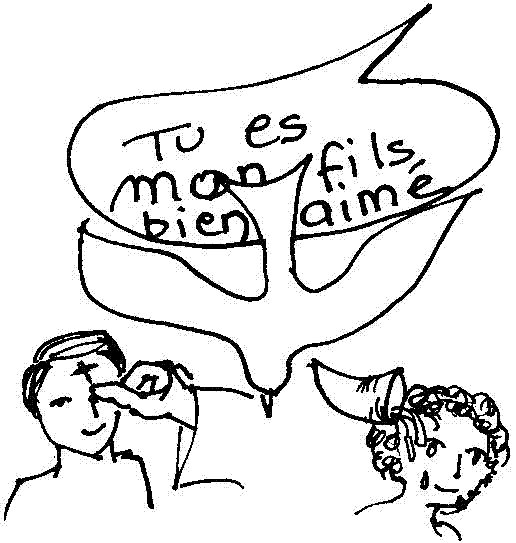 Tu es
mon fils,
bien aimé